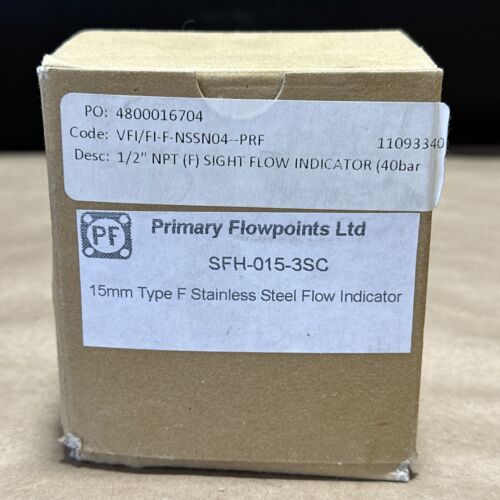 PO: 4800016704
Code: VFI/FI-F-NSSN04--PRF 11093340
Desc: 1/2" NPT (F) SIGHT FLOW INDICATOR (40bar
PF Primary Flowpoints Ltd
SFH-015-3SC
15mm Type F Stainless Steel Flow Indicator